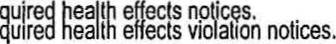 quired health effects notices.
quired health effects violation notices.